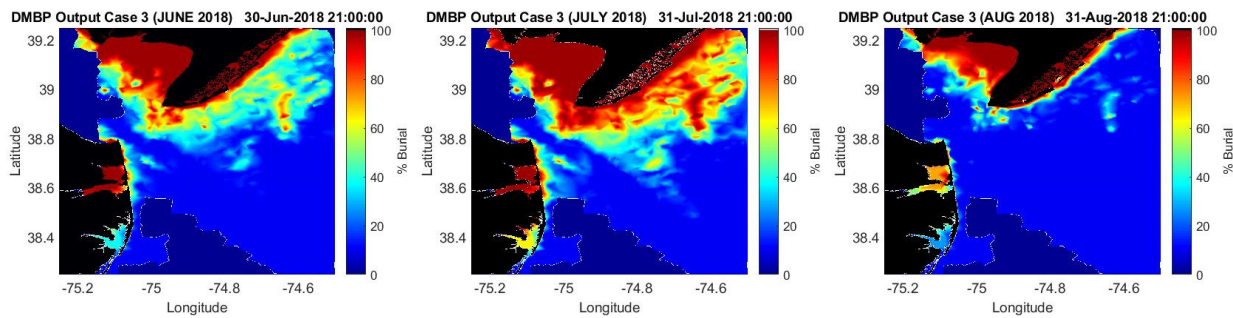 DMBP Output Case 3 (JUNE 2018) 30-Jun-2018 21:00:00
39.2
39
38.8
38.6
38.4
Latitude
-75.2 -75 -74.8 -74.6
Longitude
100
80
60
40
20
0
% Burial
DMBP Output Case 3 (JULY 2018) 31-Jul-2018 21:00:00
39.2
39
38.8
38.6
38.4
Latitude
-75.2 -75 -74.8 -74.6
Longitude
100
80
60
40
20
0
% Burial
DMBP Output Case 3 (AUG 2018) 31-Aug-2018 21:00:00
39.2
39
38.8
38.6
38.4
Latitude
-75.2 -75 -74.8 -74.6
Longitude
100
80
60
40
20
0
% Burial